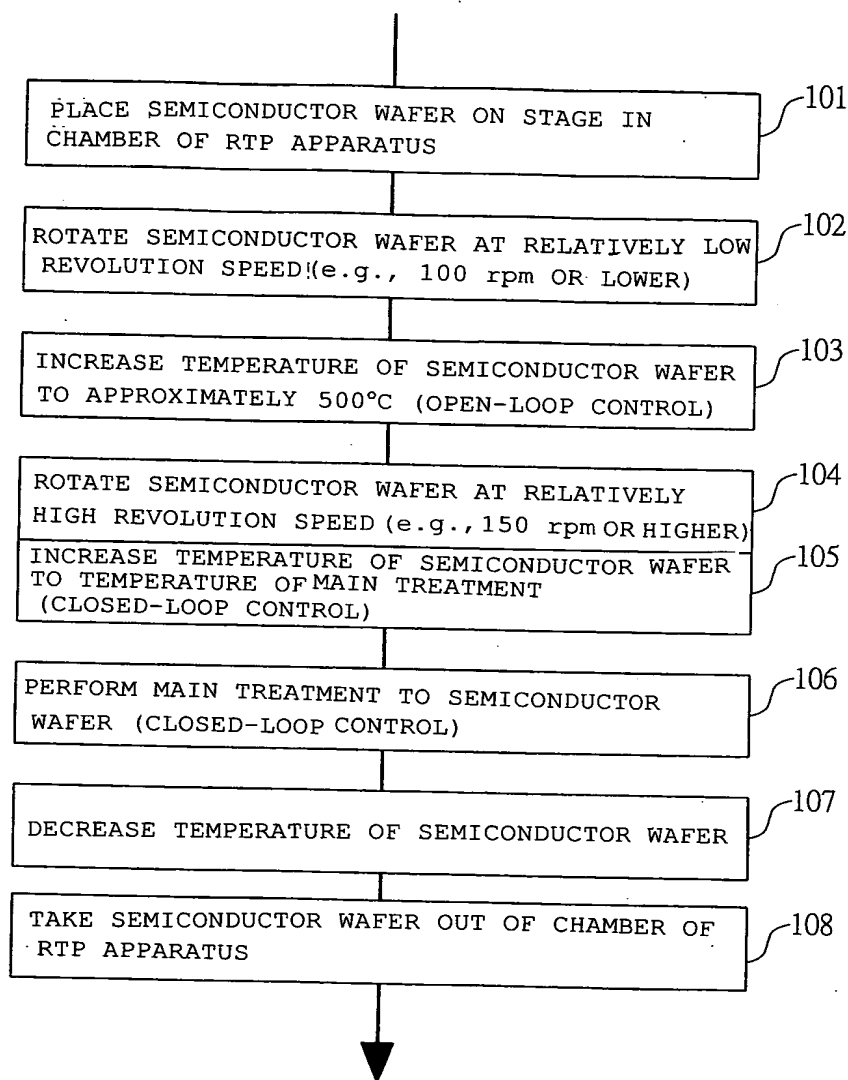 PLACE SEMICONDUCTOR WAFER ON STAGE IN
CHAMBER OF RTP APPARATUS
101
ROTATE SEMICONDUCTOR WAFER AT RELATIVELY LOW
REVOLUTION SPEED (e.g., 100 rpm OR LOWER)
102
INCREASE TEMPERATURE OF SEMICONDUCTOR WAFER
TO APPROXIMATELY 500°C (OPEN-LOOP CONTROL)
103
ROTATE SEMICONDUCTOR WAFER AT RELATIVELY
HIGH REVOLUTION SPEED (e.g., 150 rpm OR HIGHER)
104
INCREASE TEMPERATURE OF SEMICONDUCTOR WAFER
TO TEMPERATURE OF MAIN TREATMENT
(CLOSED-LOOP CONTROL)
105
PERFORM MAIN TREATMENT TO SEMICONDUCTOR
WAFER (CLOSED-LOOP CONTROL)
106
DECREASE TEMPERATURE OF SEMICONDUCTOR WAFER
107
TAKE SEMICONDUCTOR WAFER OUT OF CHAMBER OF
RTP APPARATUS
108